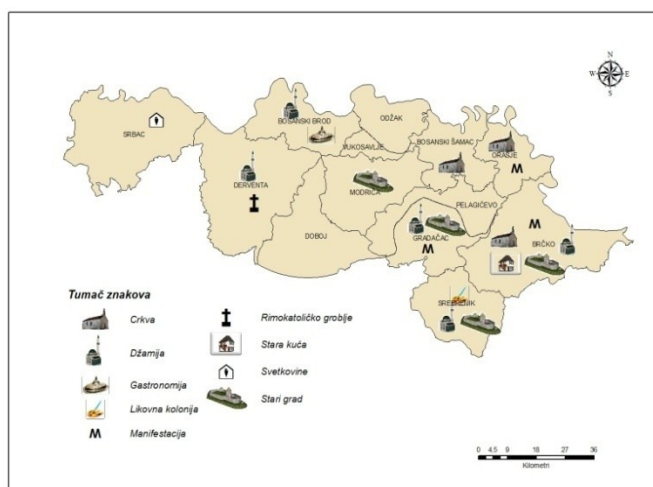 N
W E
S
SRBAC
BOSANSKI BROD
ODŽAK
VUKOSAVLJE
BOSANSKI ŠAMAC
ORAŠJE
M
DERVENTA
MODRIČA
PELAGIĆEVO
DOBOJ
GRADAČAC
M
M
BRČKO
SREBRENIK
Tumač znakova
Crkva
Džamija
Gastronomija
Likovna kolonija
M Manifestacija
Rimokatoličko groblje
Stara kuća
Svetkovine
Stari grad
0 4.5 9 18 27 36
Kilometri